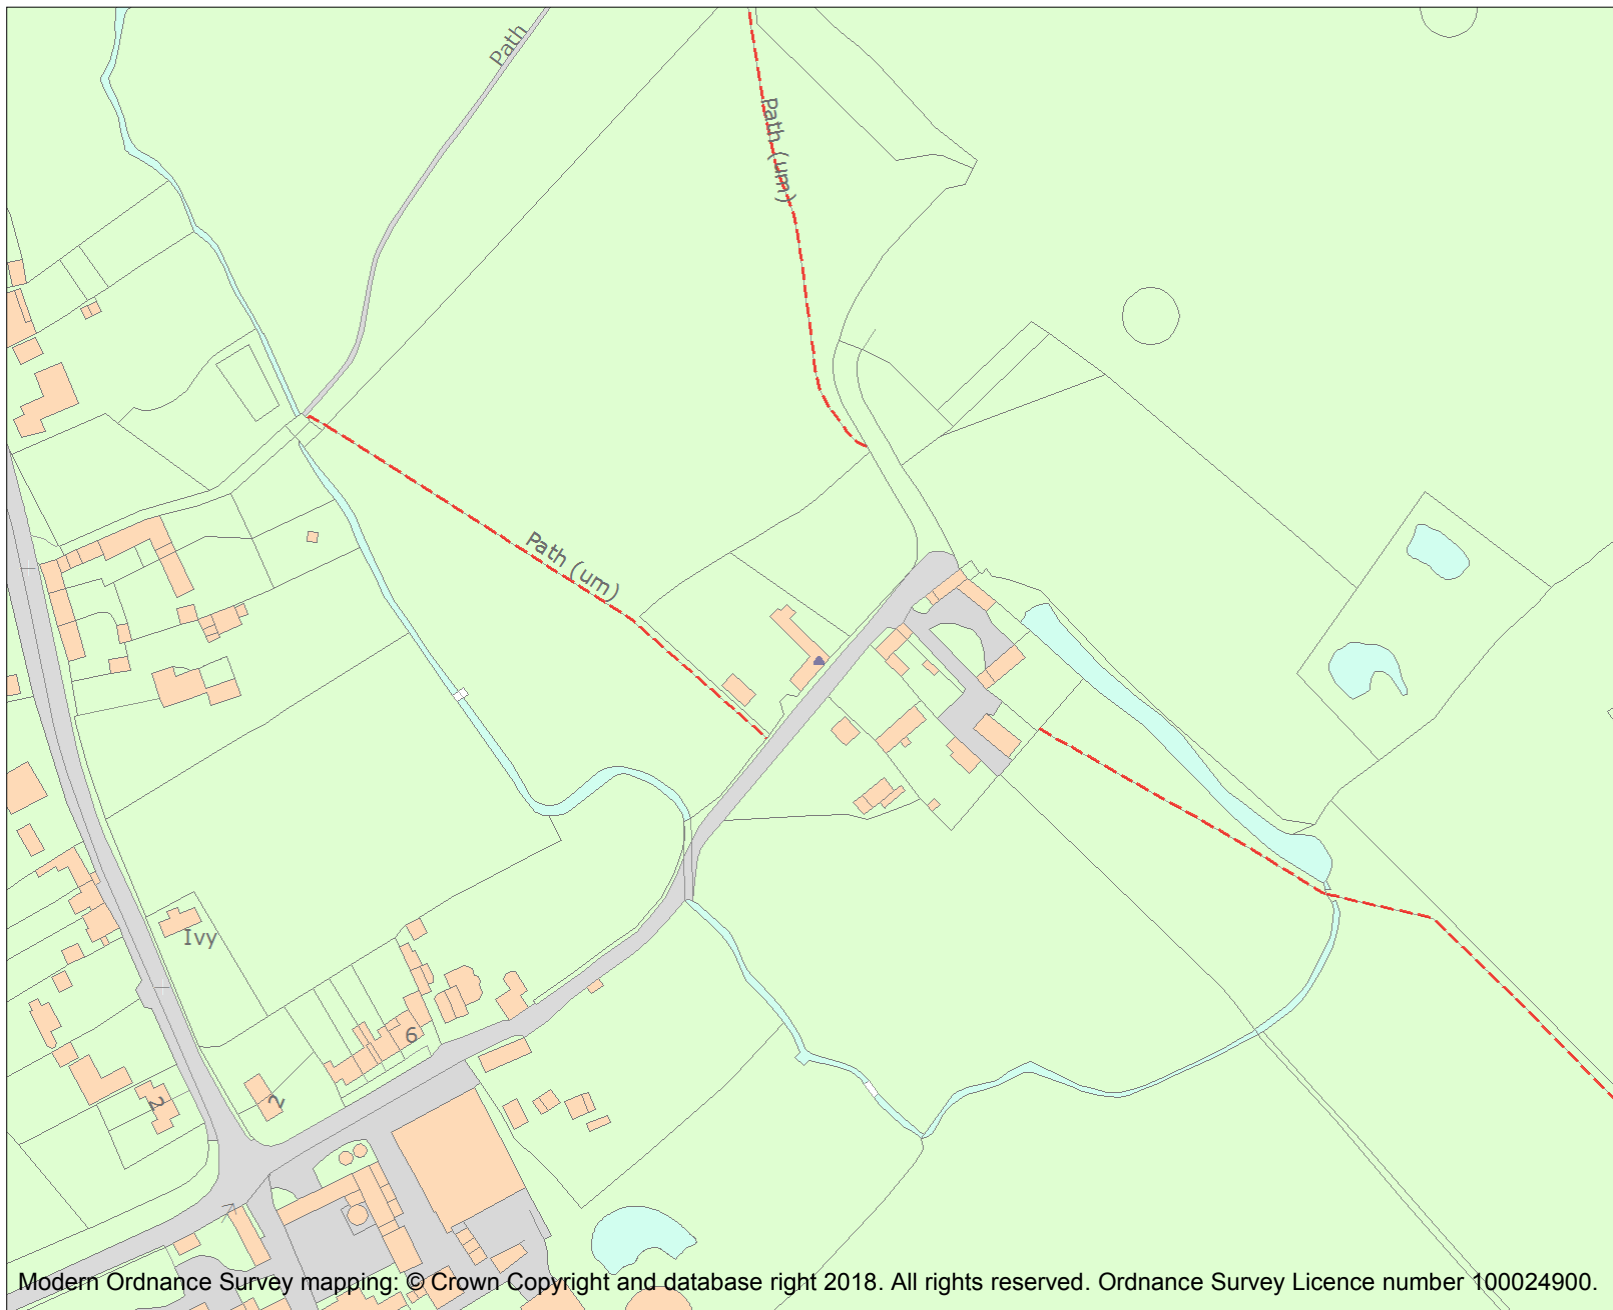 Path
Path (um)
Path (um)
Ivy
6
2
2
Modern Ordnance Survey mapping: © Crown Copyright and database right 2018. All rights reserved. Ordnance Survey Licence number 100024900.